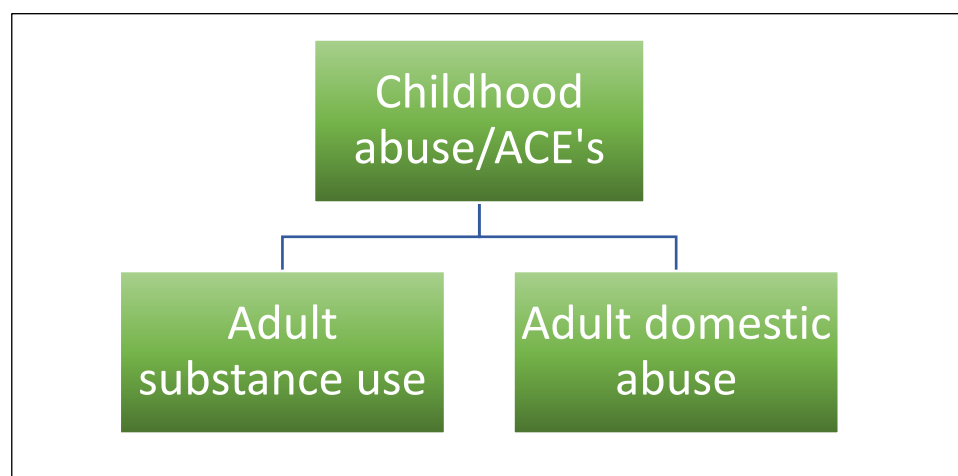 Childhood
abuse/ACE's
Adult
substance use
Adult domestic
abuse